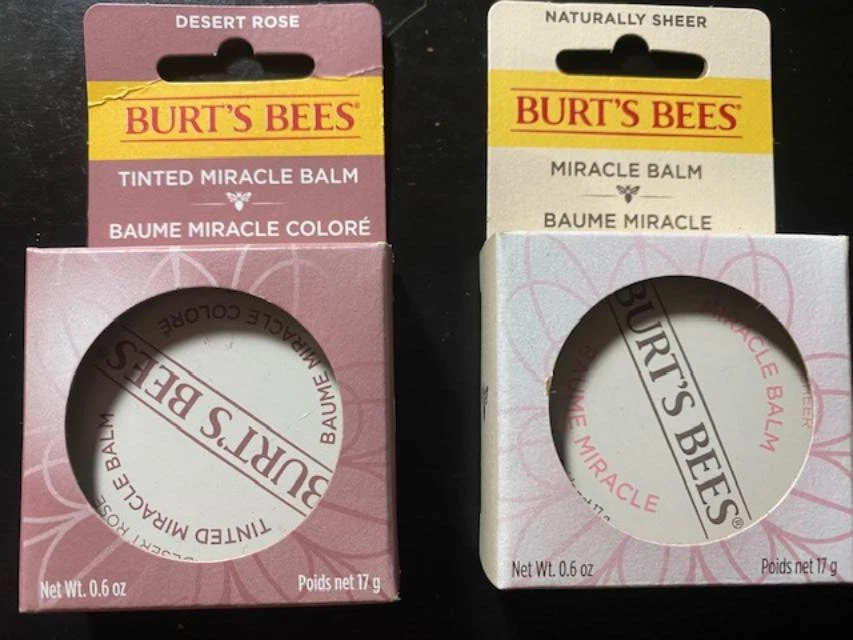 DESERT ROSE
BURT'S BEES®
TINTED MIRACLE BALM
BAUME MIRACLE COLORÉ
BAUME MIRACLE COLORÉ
BURT'S BEES
TINTED MIRACLE BALM
DESERT ROSE
Net Wt. 0.6 oz
Poids net 17 g
NATURALLY SHEER
BURT'S BEES®
MIRACLE BALM
BAUME MIRACLE
BURT'S BEES®
MIRACLE BALM
BAUME MIRACLE
Net Wt. 0.6 oz
Poids net 17 g